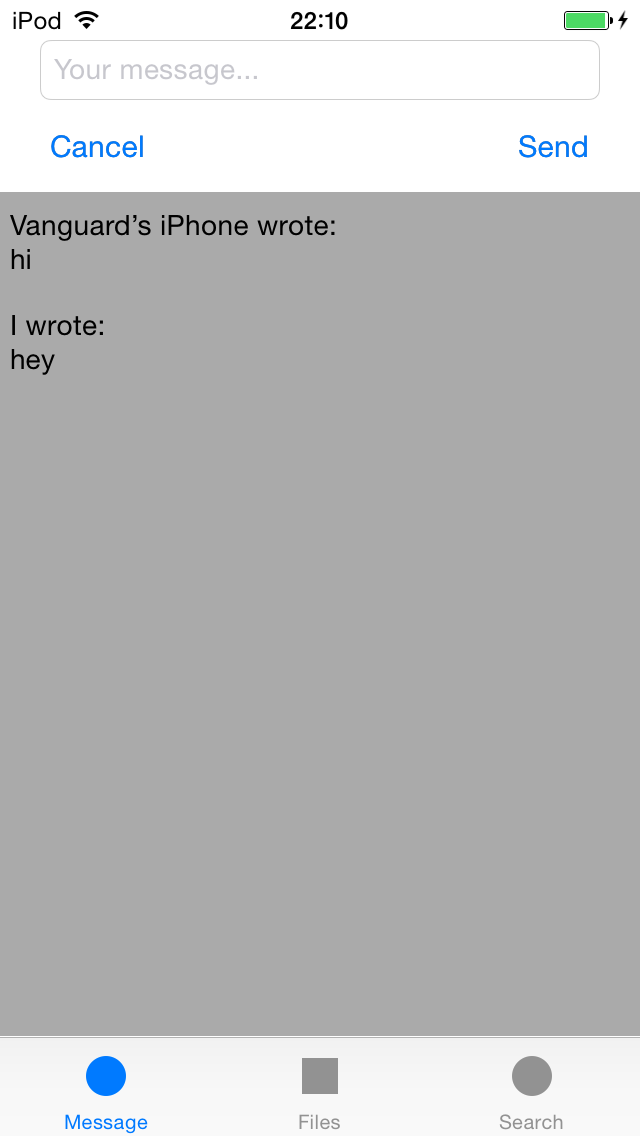 iPod
22:10
Your message...
Cancel
Send
Vanguard’s iPhone wrote:
hi
I wrote:
hey
Message
Files
Search